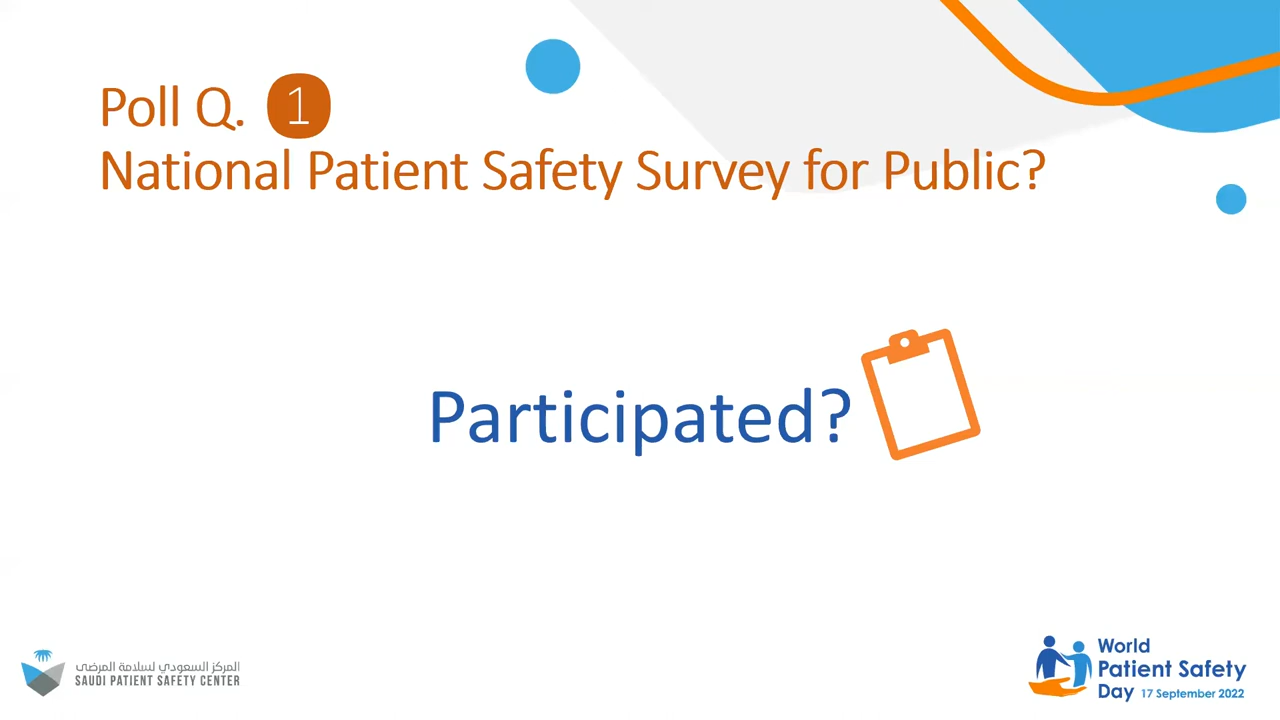 Poll Q. 1
National Patient Safety Survey for Public?
Participated?
المركز السعودي لسلامة المرضى
SAUDI PATIENT SAFETY CENTER
World
Patient Safety
Day 17 September 2022